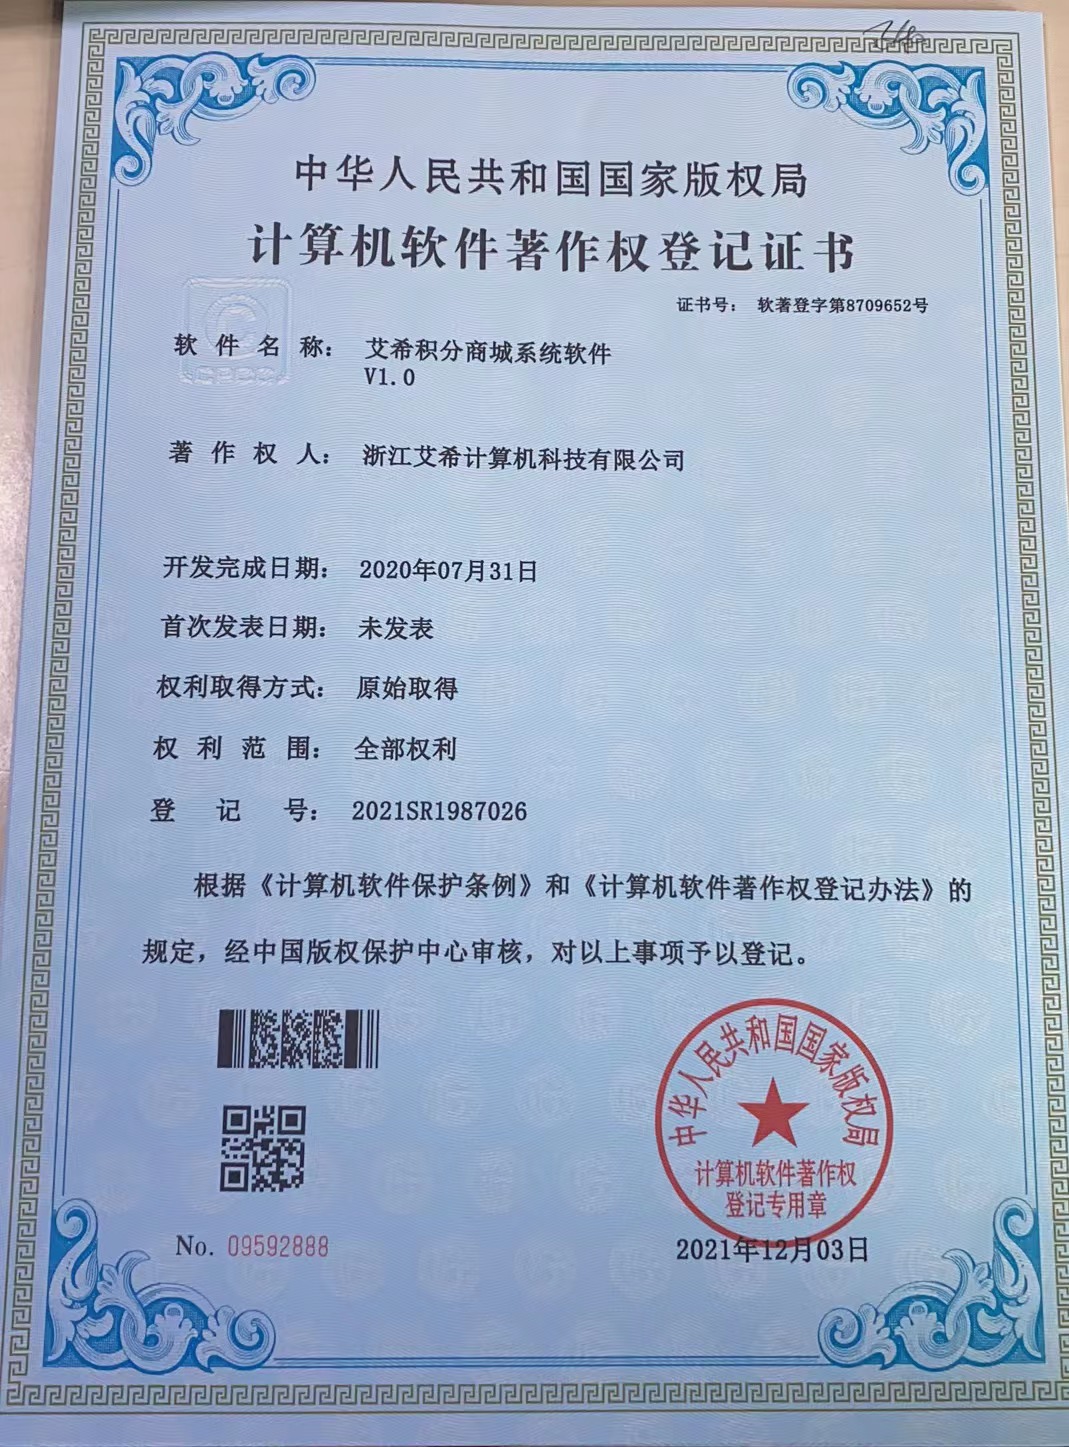 中华人民共和国国家版权局
计算机软件著作权登记证书
证书号： 软著登字第8709652号
软件名称： 艾希积分商城系统软件
V1.0
著作权人： 浙江艾希计算机科技有限公司
开发完成日期： 2020年07月31日
首次发表日期： 未发表
权利取得方式： 原始取得
权利范围： 全部权利
登记号： 2021SR1987026
根据《计算机软件保护条例》和《计算机软件著作权登记办法》的
规定，经中国版权保护中心审核，对以上事项予以登记。
中华人民共和国国家版权局
计算机软件著作权
登记专用章
No. 09592888
2021年12月03日